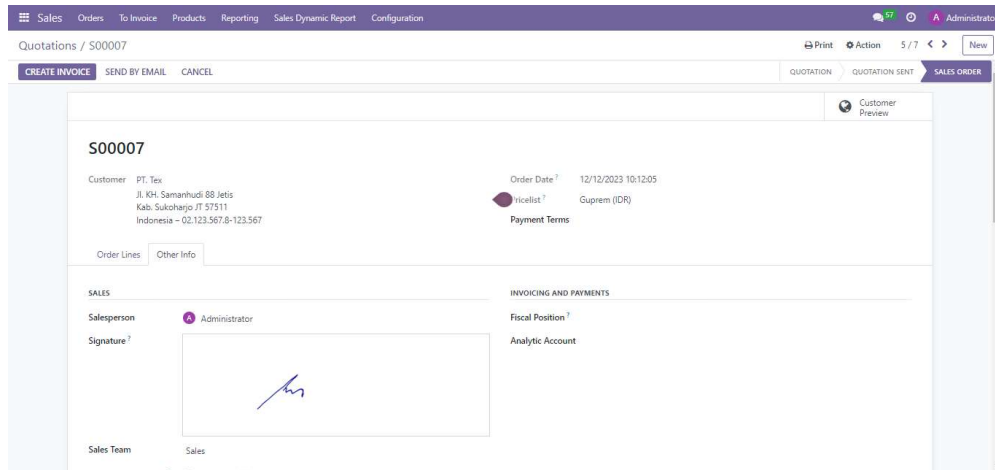 Sales Orders To Invoice Products Reporting Sales Dynamic Report Configuration 57 A Administrato
Quotations / S00007 Print Action 5 / 7 New
CREATE INVOICE SEND BY EMAIL CANCEL QUOTATION QUOTATION SENT SALES ORDER
Customer
Preview
S00007
Customer PT. Tex
Jl. KH. Samanhudi 88 Jetis
Kab. Sukoharjo JT 57511
Indonesia – 02.123.567.8-123.567
Order Date ? 12/12/2023 10:12:05
Pricelist ? Guprem (IDR)
Payment Terms
Order Lines Other Info
SALES
Salesperson A Administrator
Signature ?
Sales Team Sales
INVOICING AND PAYMENTS
Fiscal Position ?
Analytic Account